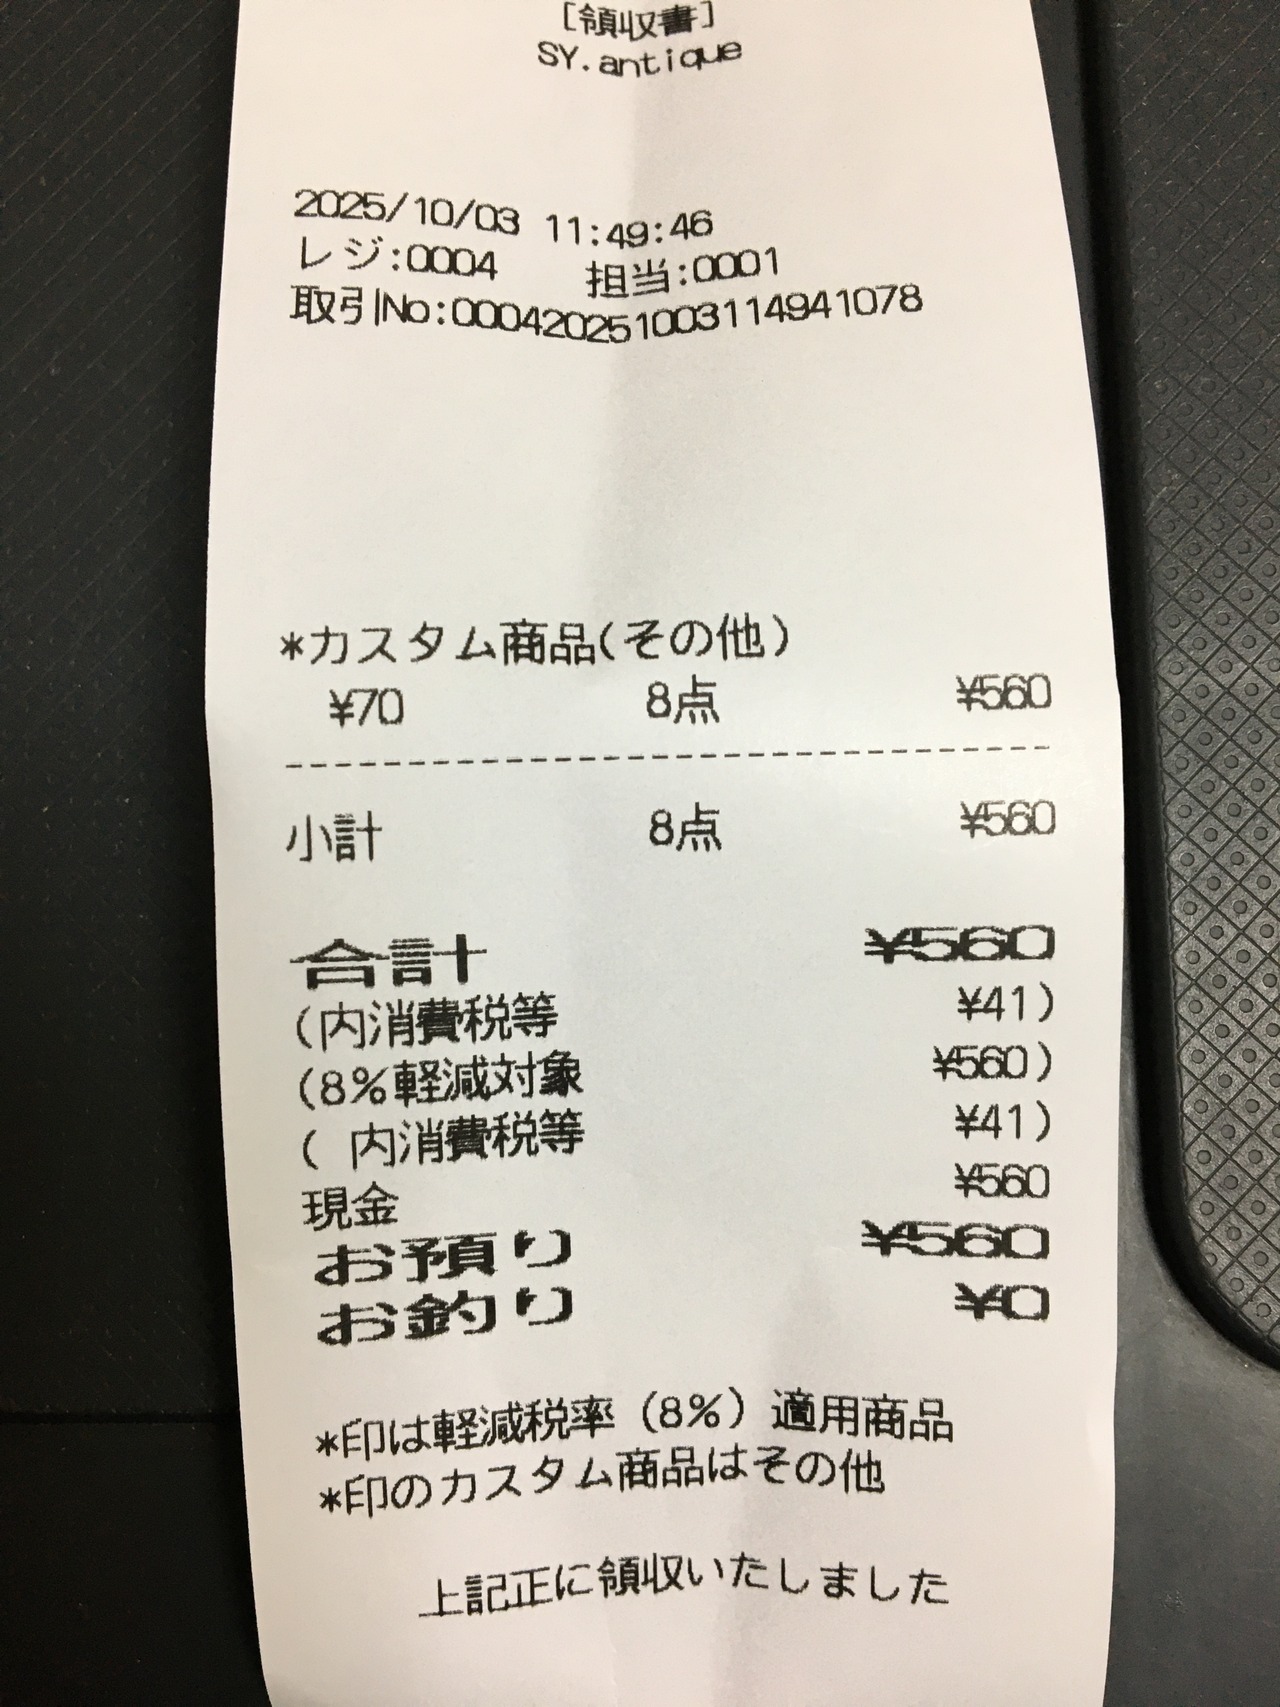 [領収書]
SY.antique
2025/10/03 11:49:46
レジ:0004 担当:0001
取引No:00042025100311494​1078
*カスタム商品(その他)
¥70 8点 ¥560
小計 8点 ¥560
合計 ¥560
(内消費税等 ¥41)
(8%軽減対象 ¥560)
( 内消費税等 ¥41)
現金 ¥560
お預り ¥560
お釣り ¥0
*印は軽減税率(8%)適用商品
*印のカスタム商品はその他
上記正に領収いたしました